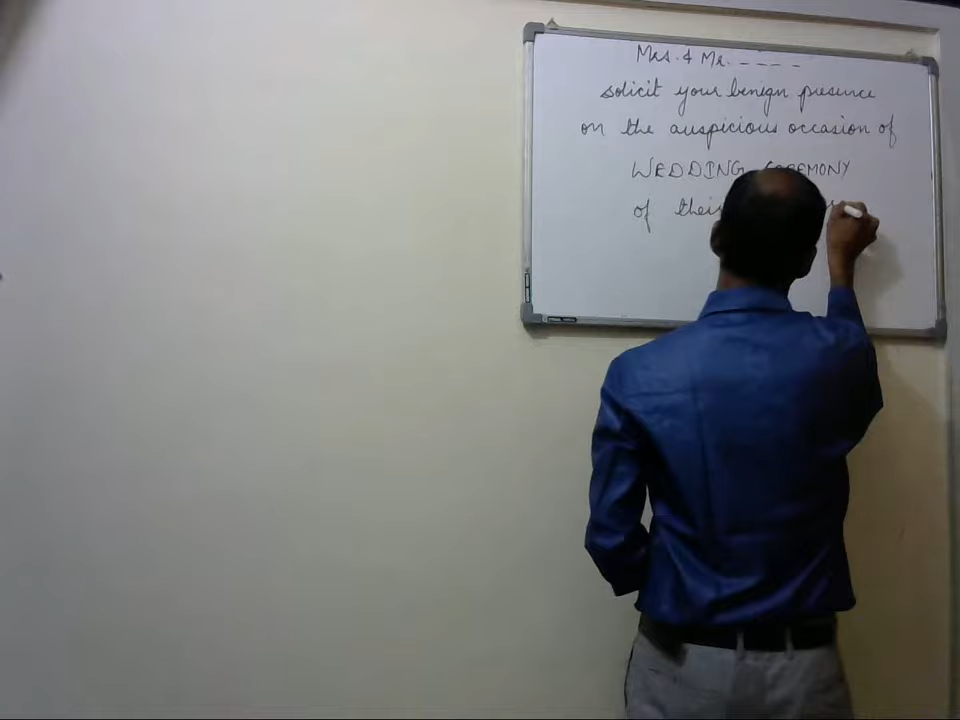 Mrs. & Mr. _ _ _ _
solicit your benign presence
on the auspicious occasion of
WEDDING CEREMONY
of their